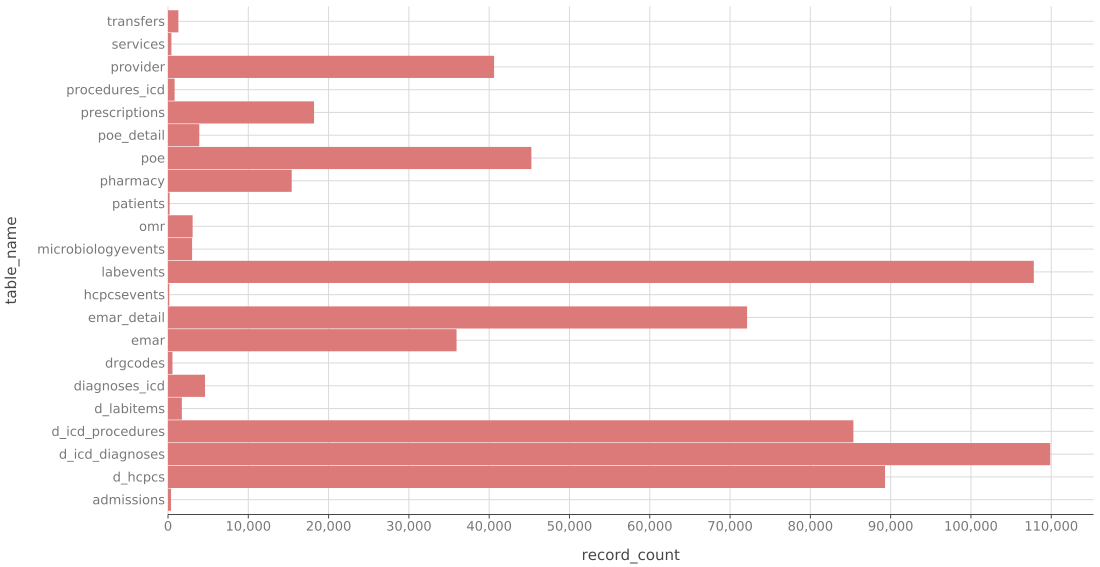 transfers
services
provider
procedures_icd
prescriptions
poe_detail
poe
pharmacy
patients
omr
microbiologyevents
labevents
hcpcsevents
emar_detail
emar
drgcodes
diagnoses_icd
d_labitems
d_icd_procedures
d_icd_diagnoses
d_hcpcs
admissions
table_name
0 10,000 20,000 30,000 40,000 50,000 60,000 70,000 80,000 90,000 100,000 110,000
record_count